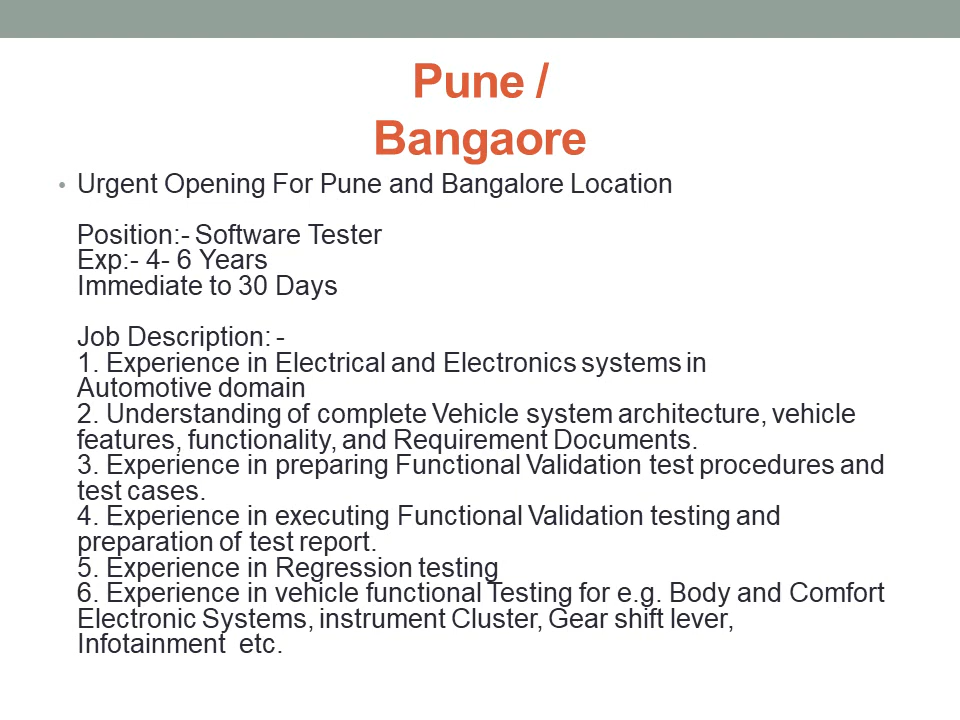 Pune /
Bangaore
• Urgent Opening For Pune and Bangalore Location
Position:- Software Tester
Exp:- 4- 6 Years
Immediate to 30 Days
Job Description: -
1. Experience in Electrical and Electronics systems in
Automotive domain
2. Understanding of complete Vehicle system architecture, vehicle
features, functionality, and Requirement Documents.
3. Experience in preparing Functional Validation test procedures and
test cases.
4. Experience in executing Functional Validation testing and
preparation of test report.
5. Experience in Regression testing
6. Experience in vehicle functional Testing for e.g. Body and Comfort
Electronic Systems, instrument Cluster, Gear shift lever,
Infotainment  etc.